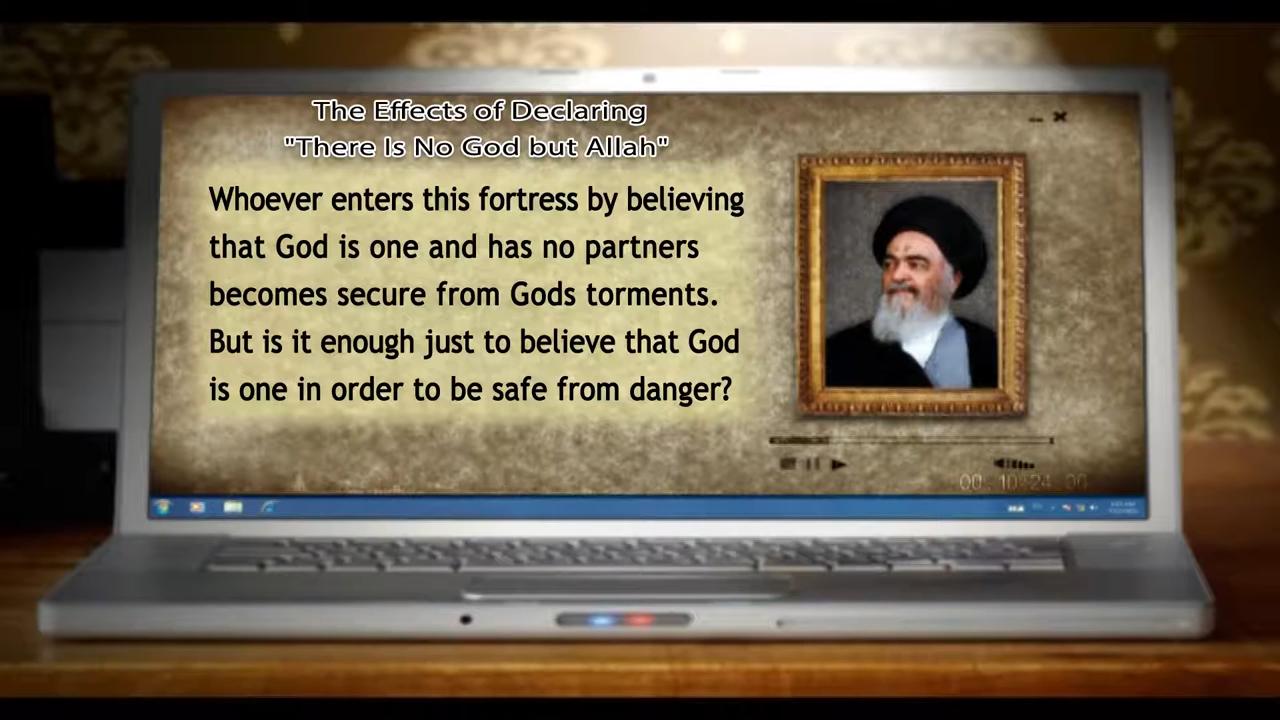 The Effects of Declaring
"There Is No God but Allah"
Whoever enters this fortress by believing
that God is one and has no partners
becomes secure from Gods torments.
But is it enough just to believe that God
is one in order to be safe from danger?